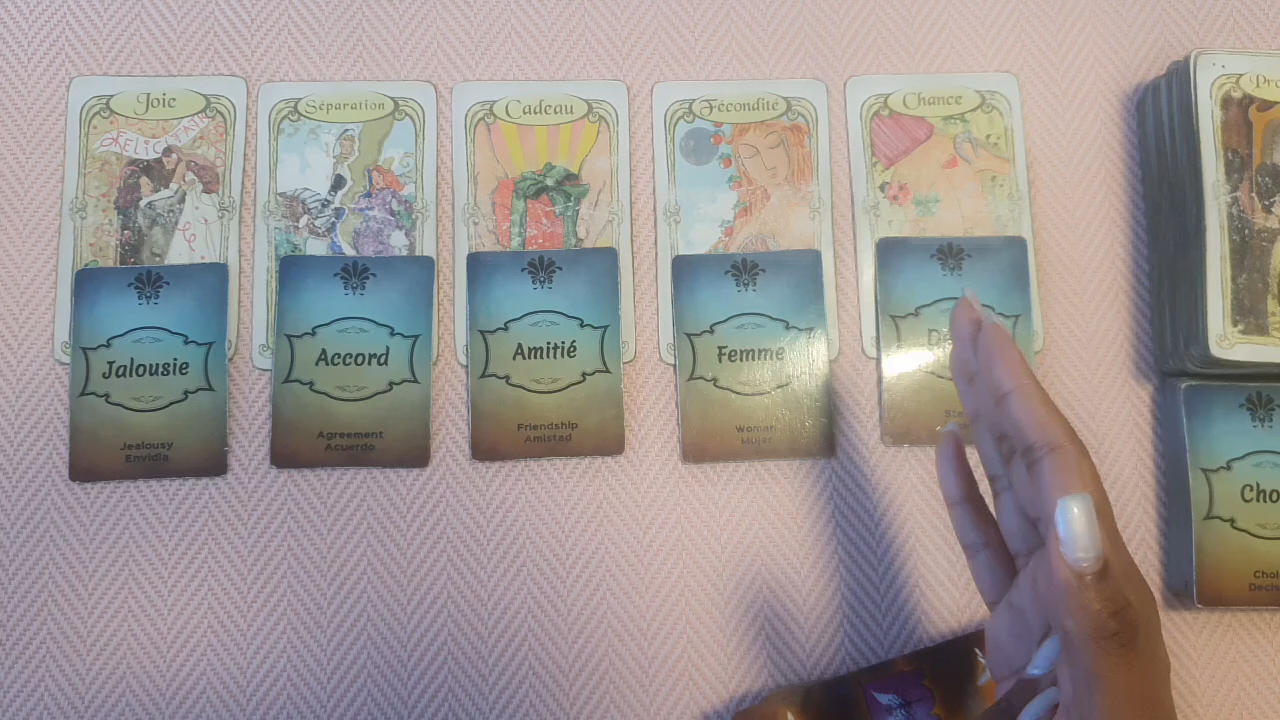 Joie
Séparation
Cadeau
Fécondité
Chance
Jalousie
Jealousy
Envidia
Accord
Agreement
Acuerdo
Amitié
Friendship
Amistad
Femme
Woman
Mujer